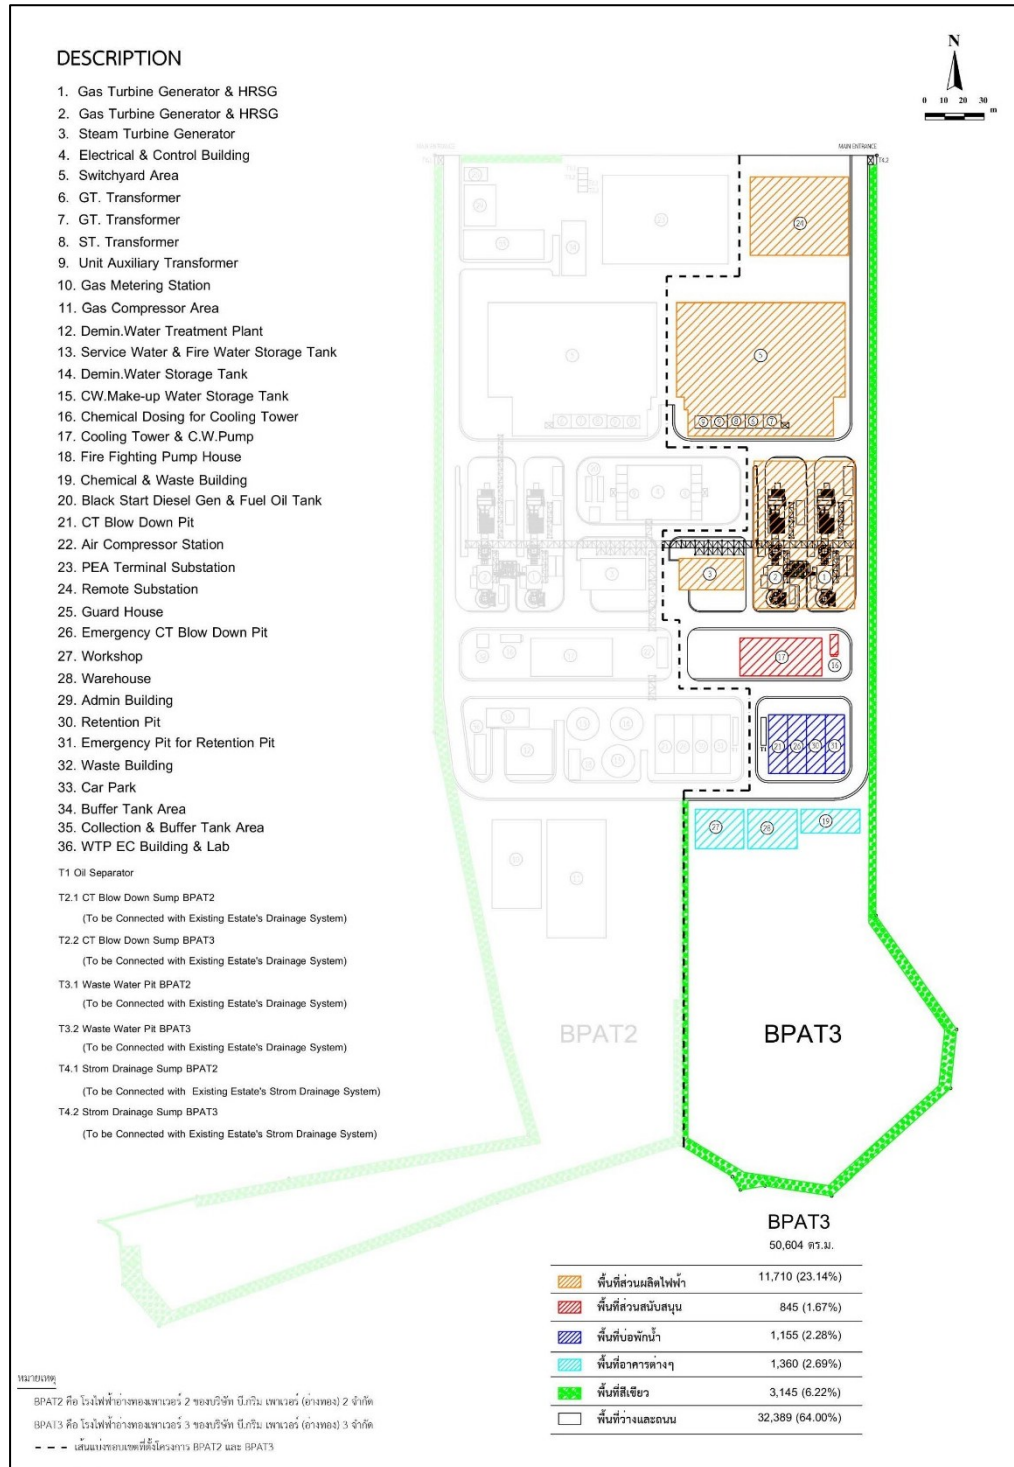 DESCRIPTION
1. Gas Turbine Generator & HRSG
2. Gas Turbine Generator & HRSG
3. Steam Turbine Generator
4. Electrical & Control Building
5. Switchyard Area
6. GT. Transformer
7. GT. Transformer
8. ST. Transformer
9. Unit Auxiliary Transformer
10. Gas Metering Station
11. Gas Compressor Area
12. Demin.Water Treatment Plant
13. Service Water & Fire Water Storage Tank
14. Demin.Water Storage Tank
15. CW.Make-up Water Storage Tank
16. Chemical Dosing for Cooling Tower
17. Cooling Tower & C.W.Pump
18. Fire Fighting Pump House
19. Chemical & Waste Building
20. Black Start Diesel Gen & Fuel Oil Tank
21. CT Blow Down Pit
22. Air Compressor Station
23. PEA Terminal Substation
24. Remote Substation
25. Guard House
26. Emergency CT Blow Down Pit
27. Workshop
28. Warehouse
29. Admin Building
30. Retention Pit
31. Emergency Pit for Retention Pit
32. Waste Building
33. Car Park
34. Buffer Tank Area
35. Collection & Buffer Tank Area
36. WTP EC Building & Lab
T1 Oil Separator
T2.1 CT Blow Down Sump BPAT2
(To be Connected with Existing Estate's Drainage System)
T2.2 CT Blow Down Sump BPAT3
(To be Connected with Existing Estate's Drainage System)
T3.1 Waste Water Pit BPAT2
(To be Connected with Existing Estate's Drainage System)
T3.2 Waste Water Pit BPAT3
(To be Connected with Existing Estate's Drainage System)
T4.1 Strom Drainage Sump BPAT2
(To be Connected with Existing Estate's Strom Drainage System)
T4.2 Strom Drainage Sump BPAT3
(To be Connected with Existing Estate's Strom Drainage System)
N
0 10 20 30 m
MAIN ENTRANCE
T4.2
24
5
7
3
2
1
17
16
21
26
30
31
27
28
19
BPAT2
BPAT3
BPAT3
50,604 ตร.ม.
พื้นที่ส่วนผลิตไฟฟ้า 11,710 (23.14%)
พื้นที่ส่วนสนับสนุน 845 (1.67%)
พื้นที่บ่อพักน้ำ 1,155 (2.28%)
พื้นที่อาคารต่างๆ 1,360 (2.69%)
พื้นที่สีเขียว 3,145 (6.22%)
พื้นที่ว่างและถนน 32,389 (64.00%)
หมายเหตุ
BPAT2 คือ โรงไฟฟ้าอ่างทองเพาเวอร์ 2 ของบริษัท บี.กริม เพาเวอร์ (อ่างทอง) 2 จำกัด
BPAT3 คือ โรงไฟฟ้าอ่างทองเพาเวอร์ 3 ของบริษัท บี.กริม เพาเวอร์ (อ่างทอง) 3 จำกัด
เส้นแบ่งขอบเขตที่ตั้งโครงการ BPAT2 และ BPAT3